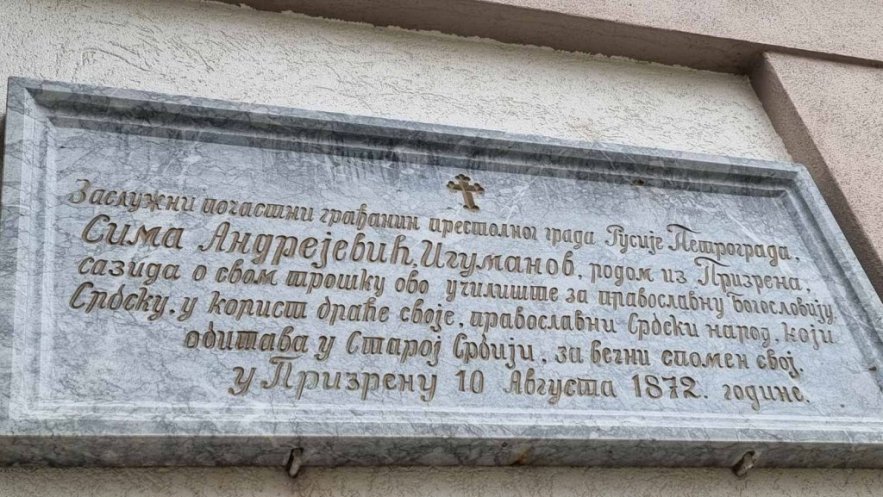 Заслужни почастни грађанин престолног града Русије Петрограда,
Сима Андрејевић, Игуманов, родом из Призрена,
сазида о свом трошку ово училиште за православну Богословију
Србску, у корист браће своје, православни Србски народ, који
обитава у Старој Србији, за вечни спомен свој.
у Призрену 10 Августа 1872. године.